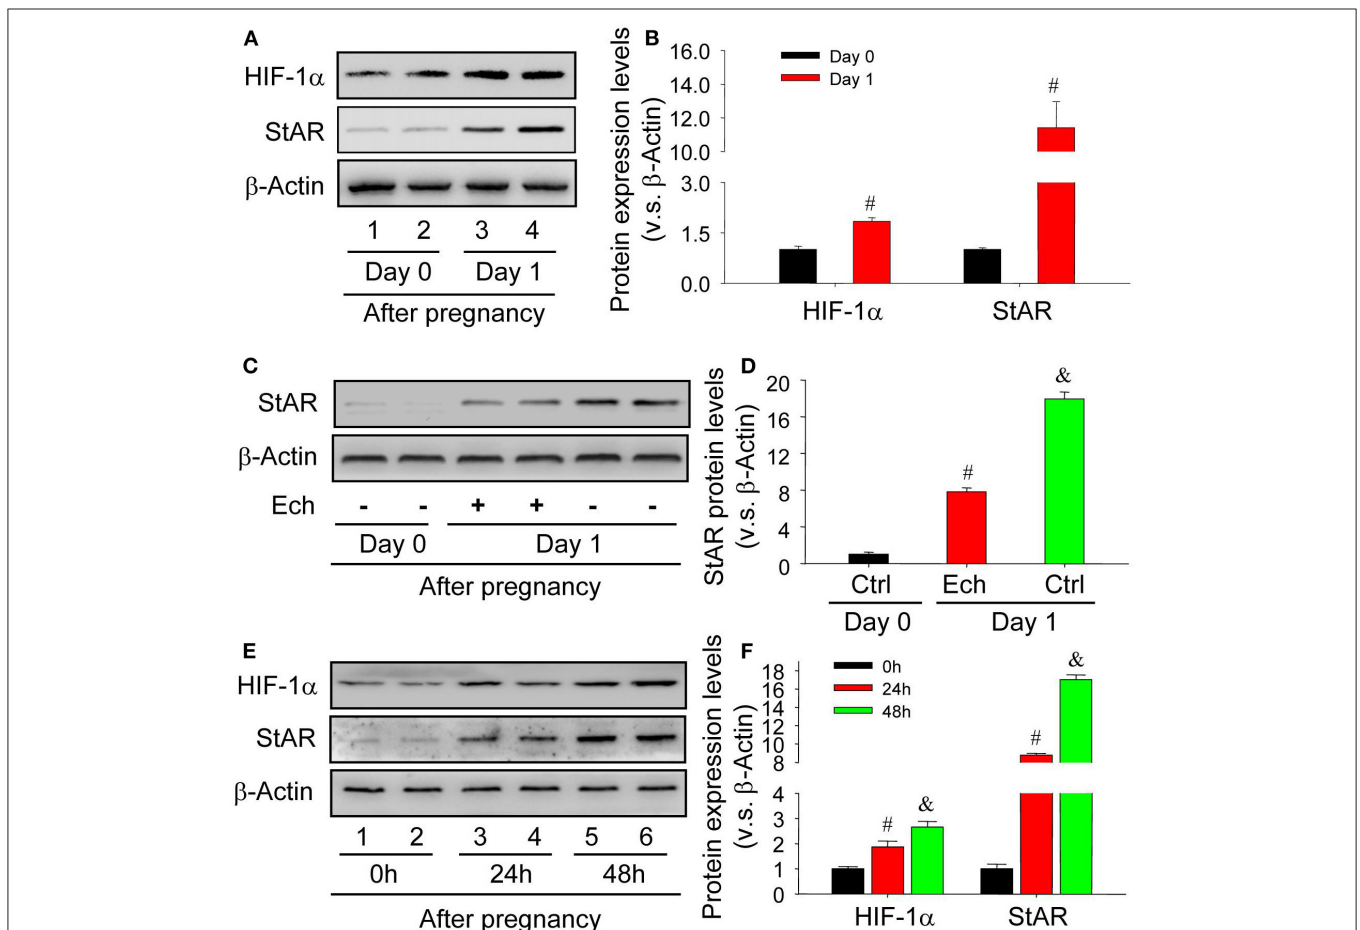 A
HIF-1α
StAR
β-Actin
1 2 3 4
Day 0 Day 1
After pregnancy
B
Protein expression levels
(v.s. β-Actin)
16.0
14.0
12.0
10.0
3.0
1.5
0.0
Day 0
Day 1
# #
HIF-1α StAR
C
StAR
β-Actin
Ech - - + + - -
Day 0 Day 1
After pregnancy
D
StAR protein levels
(v.s. β-Actin)
20
16
12
8
4
0
# &
Ctrl Ech Ctrl
Day 0 Day 1
E
HIF-1α
StAR
β-Actin
1 2 3 4 5 6
0h 24h 48h
After pregnancy
F
Protein expression levels
(v.s. β-Actin)
18
16
14
12
10
8
4
3
2
1
0
0h
24h
48h
# & # &
HIF-1α StAR